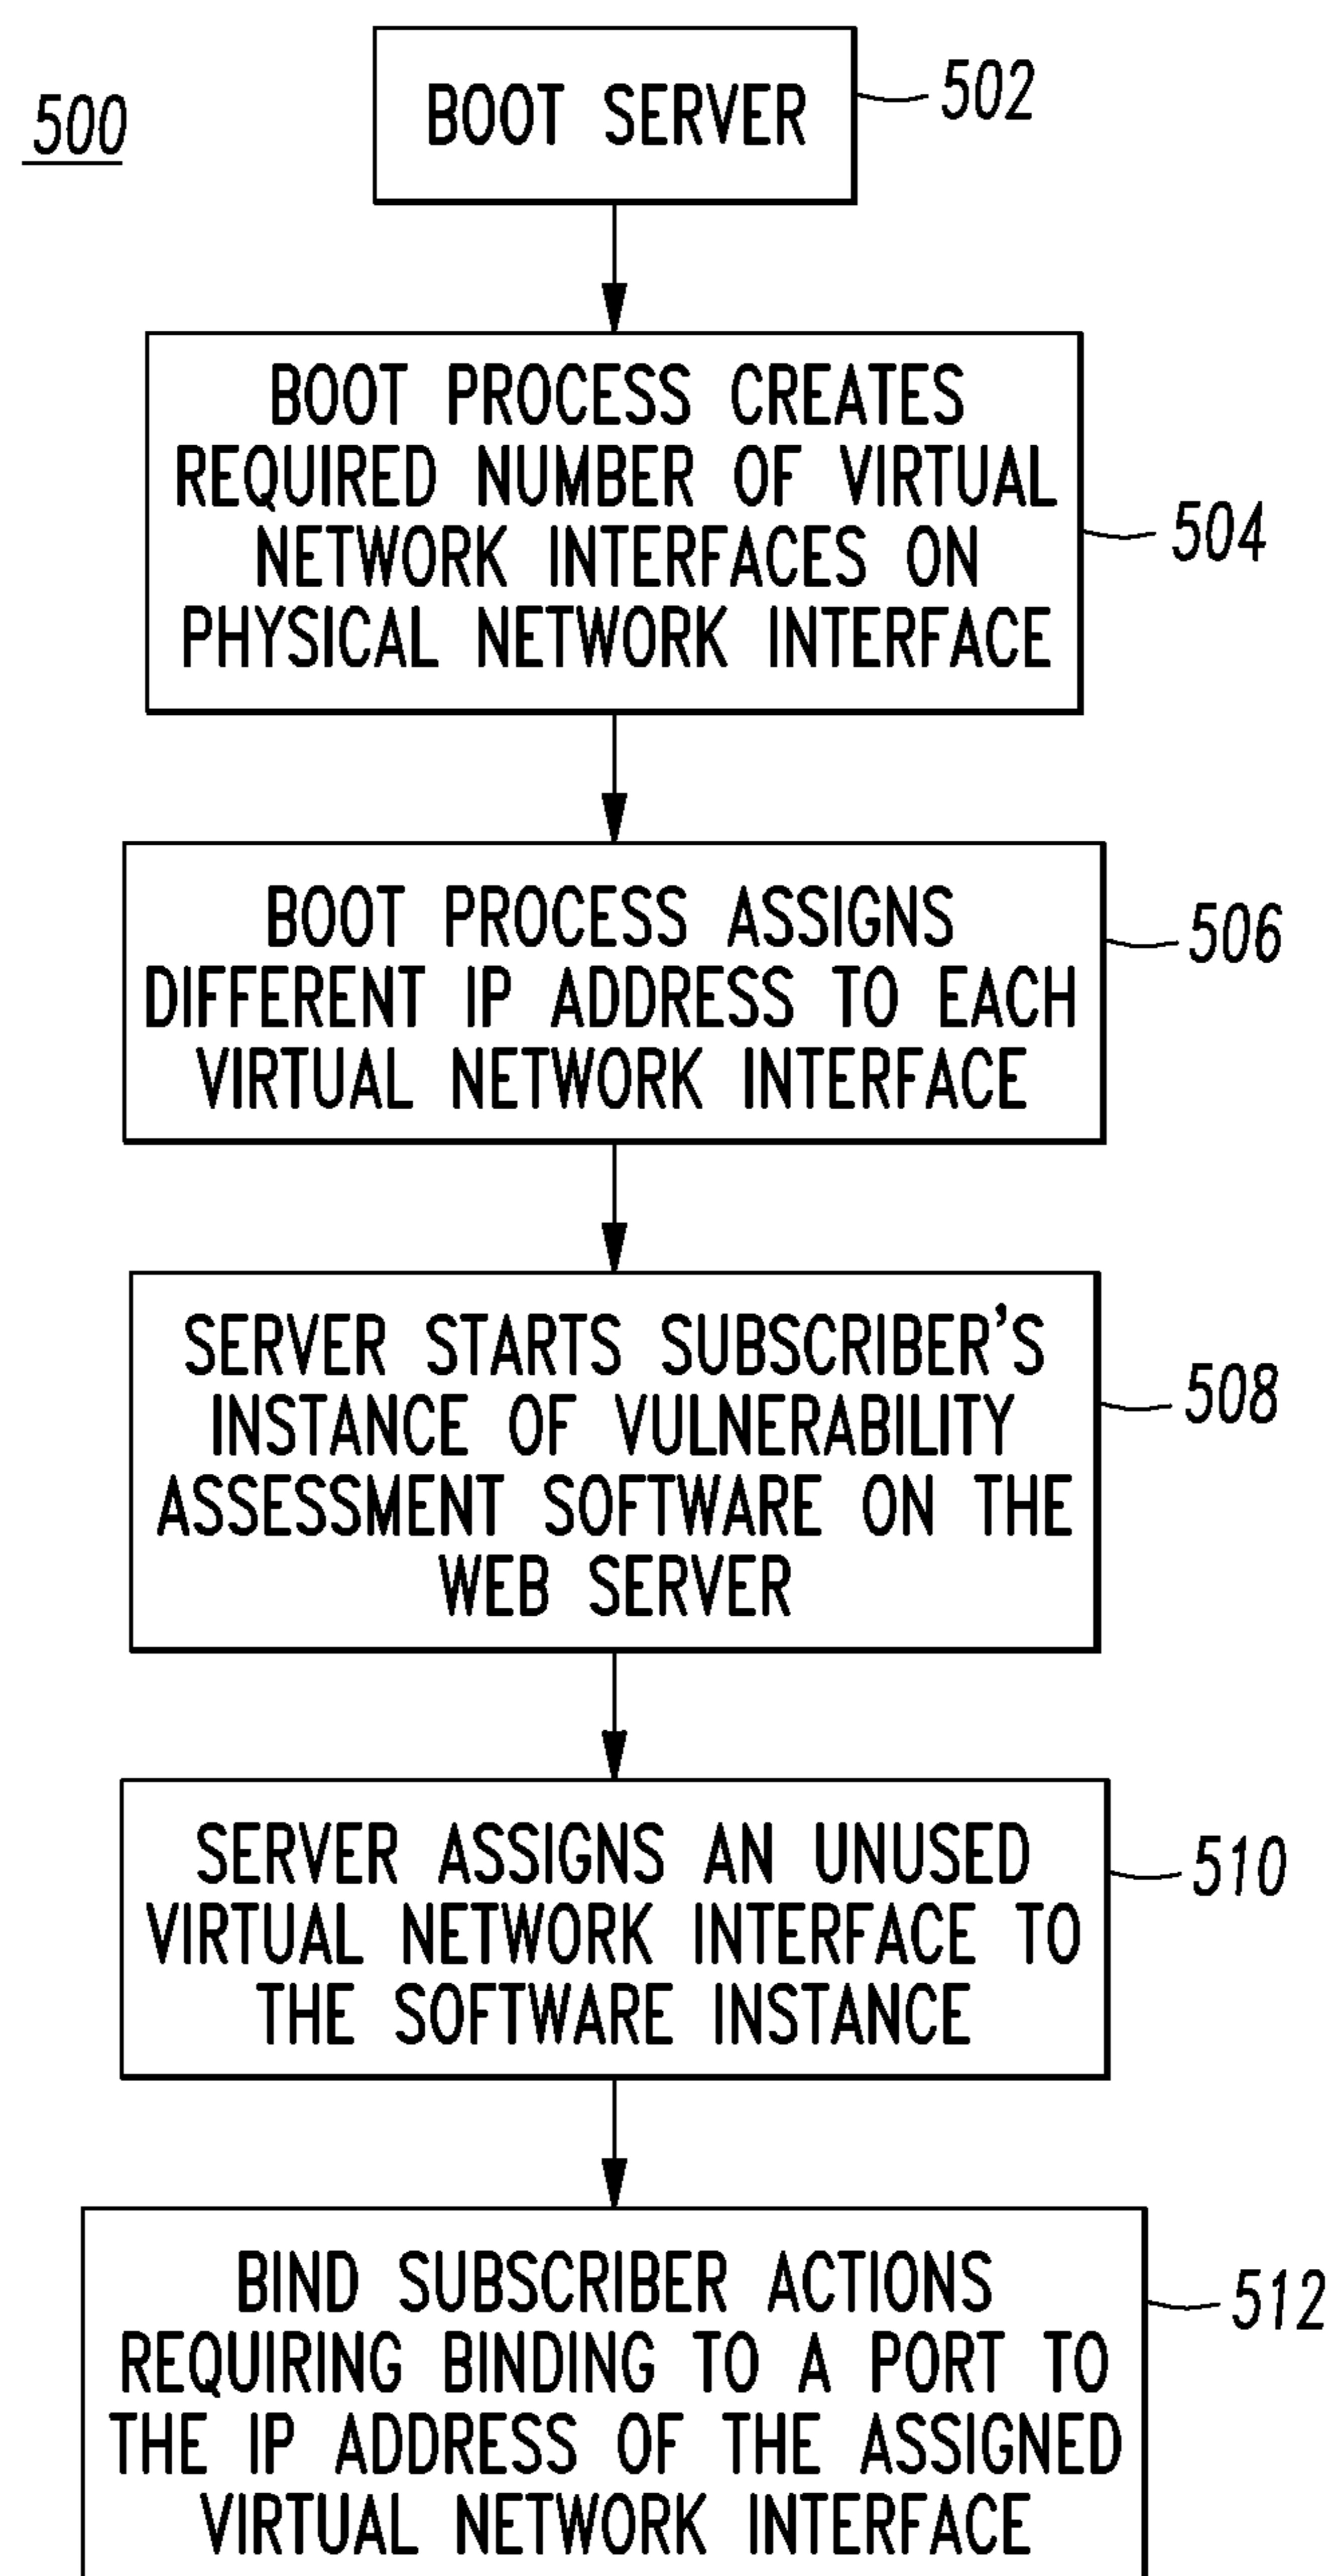 500
BOOT SERVER
502
BOOT PROCESS CREATES
REQUIRED NUMBER OF VIRTUAL
NETWORK INTERFACES ON
PHYSICAL NETWORK INTERFACE
504
BOOT PROCESS ASSIGNS
DIFFERENT IP ADDRESS TO EACH
VIRTUAL NETWORK INTERFACE
506
SERVER STARTS SUBSCRIBER'S
INSTANCE OF VULNERABILITY
ASSESSMENT SOFTWARE ON THE
WEB SERVER
508
SERVER ASSIGNS AN UNUSED
VIRTUAL NETWORK INTERFACE TO
THE SOFTWARE INSTANCE
510
BIND SUBSCRIBER ACTIONS
REQUIRING BINDING TO A PORT TO
THE IP ADDRESS OF THE ASSIGNED
VIRTUAL NETWORK INTERFACE
512